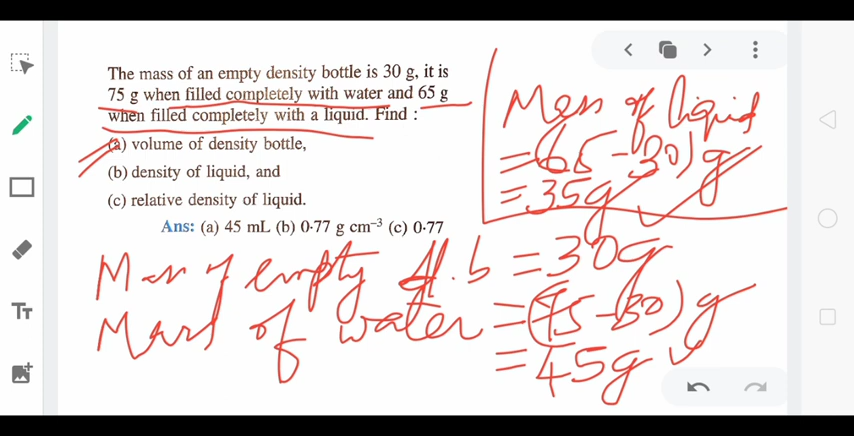 The mass of an empty density bottle is 30 g, it is
75 g when filled completely with water and 65 g
when filled completely with a liquid. Find :
(a) volume of density bottle,
(b) density of liquid, and
(c) relative density of liquid.
Ans: (a) 45 mL (b) 0·77 g cm⁻³ (c) 0·77
Mass of liquid
=(65-30)g
=35g
Mass of empty d.b =30g
Mass of water =(75-30)g
=45g
TT